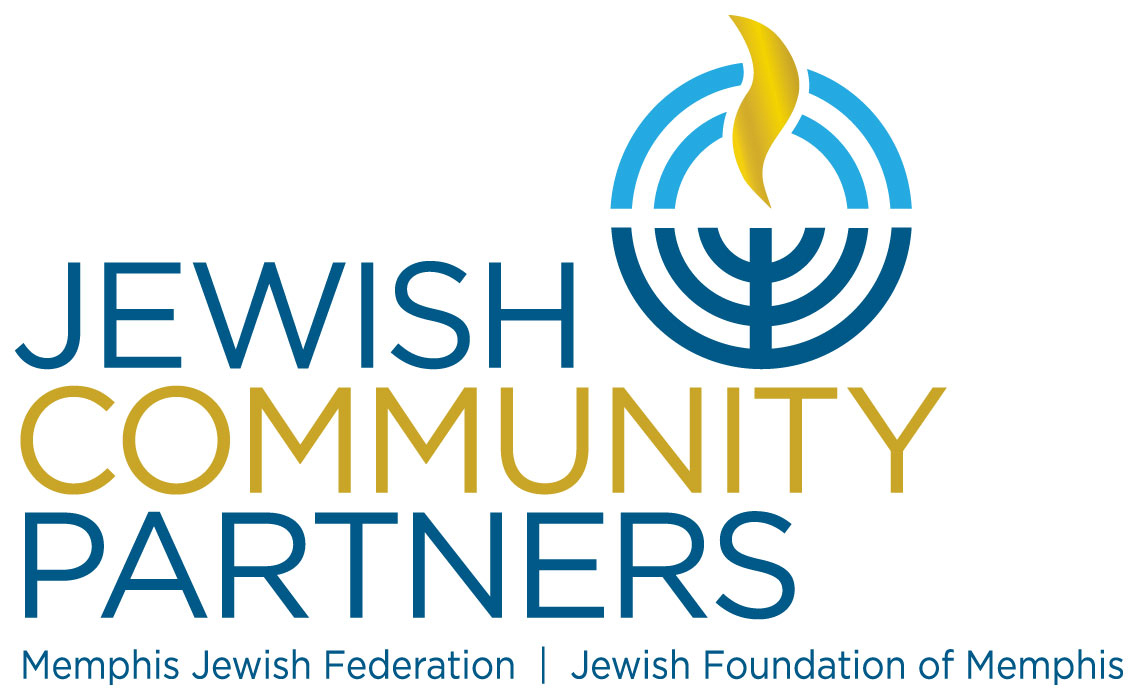 JEWISH
COMMUNITY
PARTNERS
Memphis Jewish Federation | Jewish Foundation of Memphis